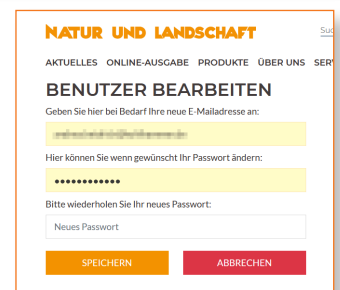 NATUR UND LANDSCHAFT
Suc
AKTUELLES ONLINE-AUSGABE PRODUKTE ÜBER UNS SER
BENUTZER BEARBEITEN
Geben Sie hier bei Bedarf Ihre neue E-Mailadresse an:
Hier können Sie wenn gewünscht Ihr Passwort ändern:
••••••••••••
Bitte wiederholen Sie Ihr neues Passwort:
Neues Passwort
SPEICHERN ABBRECHEN